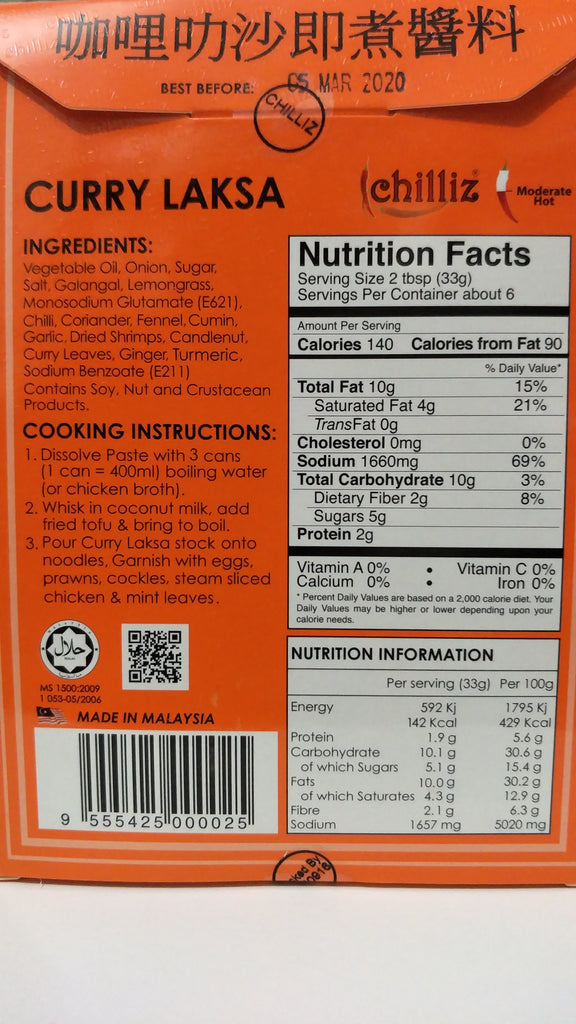 咖哩叻沙即煮醬料
BEST BEFORE: 05 MAR 2020
CHILLIZ
CURRY LAKSA
chilliz
Moderate
Hot
INGREDIENTS:
Vegetable Oil, Onion, Sugar,
Salt, Galangal, Lemongrass,
Monosodium Glutamate (E621),
Chilli, Coriander, Fennel, Cumin,
Garlic, Dried Shrimps, Candlenut,
Curry Leaves, Ginger, Turmeric,
Sodium Benzoate (E211)
Contains Soy, Nut and Crustacean
Products.
COOKING INSTRUCTIONS:
1. Dissolve Paste with 3 cans
(1 can = 400ml) boiling water
(or chicken broth).
2. Whisk in coconut milk, add
fried tofu & bring to boil.
3. Pour Curry Laksa stock onto
noodles, Garnish with eggs,
prawns, cockles, steam sliced
chicken & mint leaves.
حلال
MS 1500:2009
1 053-05/2006
MADE IN MALAYSIA
9 555425 000025
Nutrition Facts
Serving Size 2 tbsp (33g)
Servings Per Container about 6
Amount Per Serving
Calories 140 Calories from Fat 90
% Daily Value*
Total Fat 10g 15%
Saturated Fat 4g 21%
TransFat 0g
Cholesterol 0mg 0%
Sodium 1660mg 69%
Total Carbohydrate 10g 3%
Dietary Fiber 2g 8%
Sugars 5g
Protein 2g
Vitamin A 0% • Vitamin C 0%
Calcium 0% • Iron 0%
* Percent Daily Values are based on a 2,000 calorie diet. Your
Daily Values may be higher or lower depending upon your
calorie needs.
NUTRITION INFORMATION
Per serving (33g) Per 100g
Energy 592 Kj 1795 Kj
142 Kcal 429 Kcal
Protein 1.9 g 5.6 g
Carbohydrate 10.1 g 30.6 g
of which Sugars 5.1 g 15.4 g
Fats 10.0 g 30.2 g
of which Saturates 4.3 g 12.9 g
Fibre 2.1 g 6.3 g
Sodium 1657 mg 5020 mg